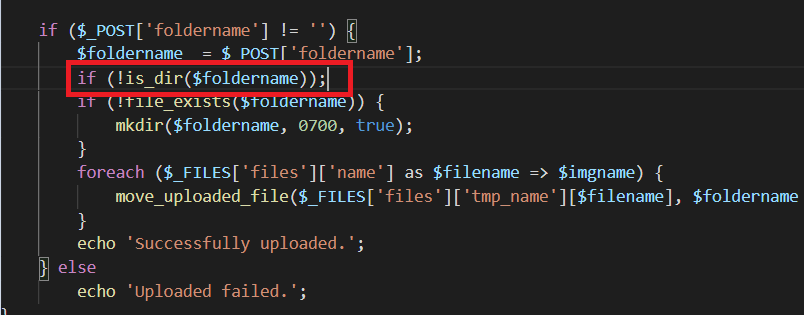 if ($_POST['foldername'] != '') {
$foldername = $_POST['foldername'];
if (!is_dir($foldername));
if (!file_exists($foldername)) {
mkdir($foldername, 0700, true);
}
foreach ($_FILES['files']['name'] as $filename => $imgname) {
move_uploaded_file($_FILES['files']['tmp_name'][$filename], $foldername
}
echo 'Successfully uploaded.';
} else
echo 'Uploaded failed.';
}